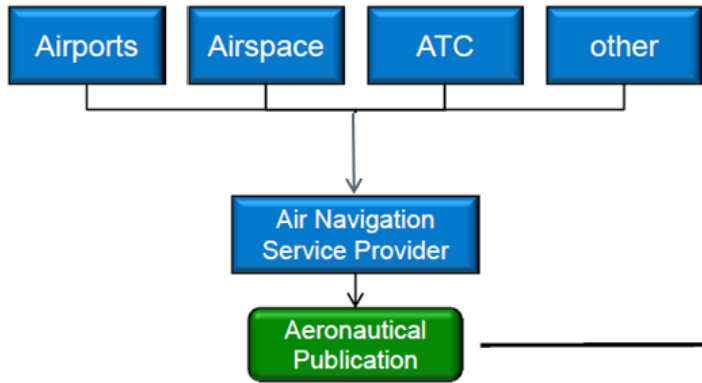 Airports
Airspace
ATC
other
Air Navigation
Service Provider
Aeronautical
Publication